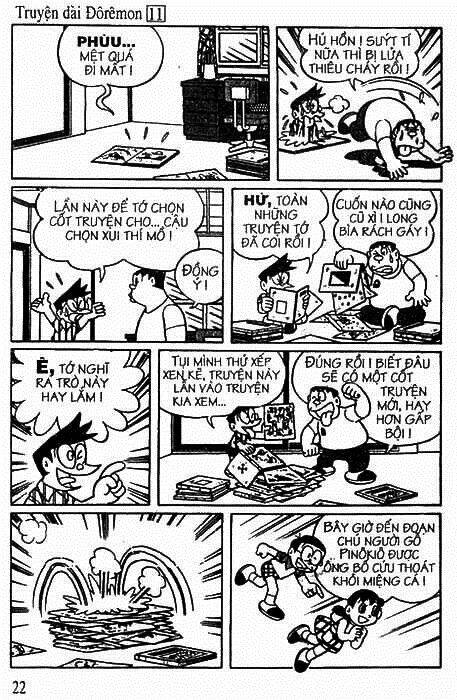 Truyện dài Đôrêmon 11
PHÙU...
MỆT QUÁ
ĐI MẤT !
HÚ HỒN ! SUÝT TÍ
NỮA THÌ BỊ LỬA
THIÊU CHÁY RỒI !
LẦN NÀY ĐỂ TỚ CHỌN
CỐT TRUYỆN CHO... CẬU
CHỌN XUI THÍ MỒ !
ĐỒNG
Ý !
HỨ, TOÀN
NHỮNG
TRUYỆN TỚ
ĐÃ COI RỒI !
CUỐN NÀO CŨNG
CŨ XÌ ! LONG
BÌA RÁCH GÁY !
Ê, TỚ NGHĨ
RA TRÒ NÀY
HAY LẮM !
TỤI MÌNH THỬ XẾP
XEN KẼ, TRUYỆN NÀY
LẪN VÀO TRUYỆN
KIA XEM...
ĐÚNG RỒI ! BIẾT ĐÂU
SẼ CÓ MỘT CỐT
TRUYỆN
MỚI, HAY
HƠN GẤP
BỘI !
BÂY GIỜ ĐẾN ĐOẠN
CHÚ NGƯỜI GỖ
PINÔKIÔ ĐƯỢC
ÔNG BỐ CỨU THOÁT
KHỎI MIỆNG CÁ !
22